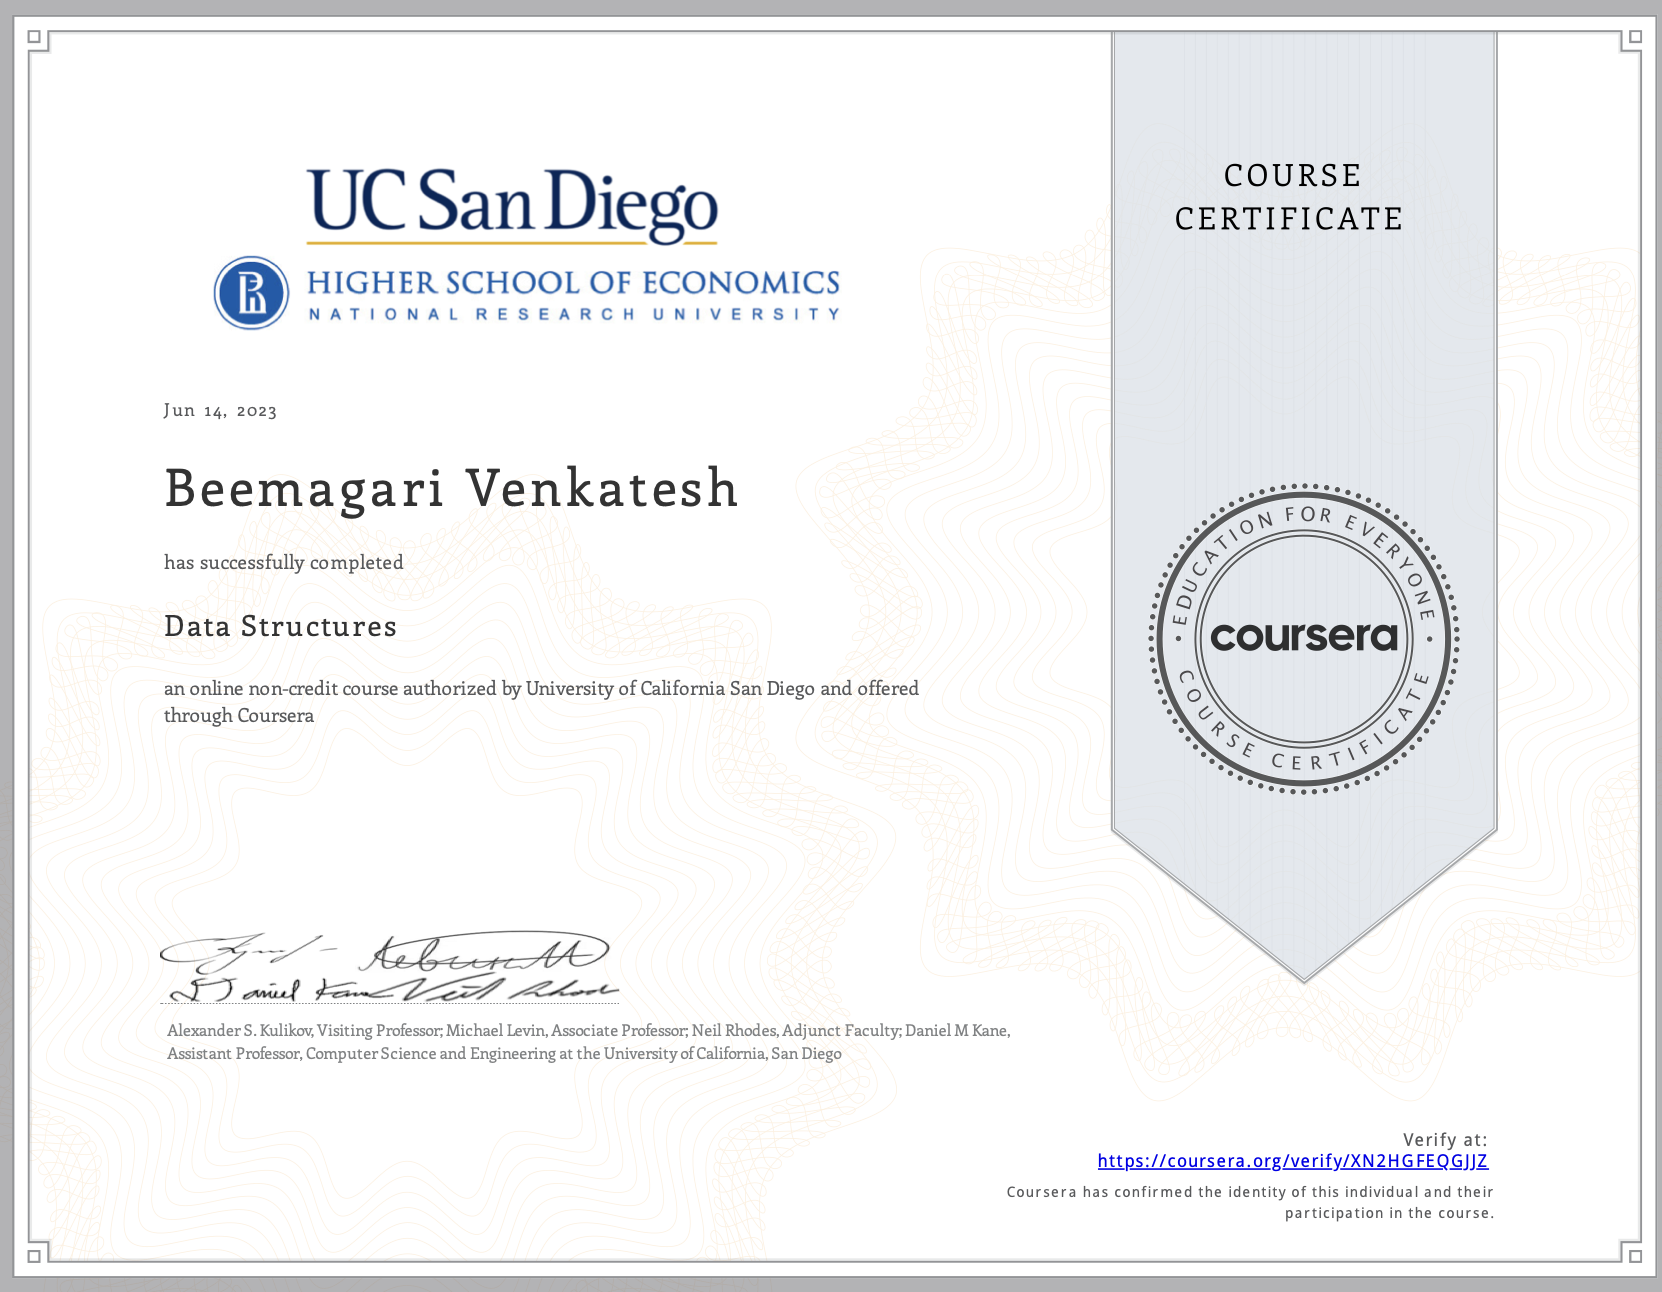 UC San Diego
HIGHER SCHOOL OF ECONOMICS
NATIONAL RESEARCH UNIVERSITY
COURSE
CERTIFICATE
Jun 14, 2023
Beemagari Venkatesh
has successfully completed
Data Structures
an online non-credit course authorized by University of California San Diego and offered
through Coursera
EDUCATION FOR EVERYONE
coursera
COURSE CERTIFICATE
Daniel Kane Neil Rhodes
Alexander S. Kulikov, Visiting Professor; Michael Levin, Associate Professor; Neil Rhodes, Adjunct Faculty; Daniel M Kane,
Assistant Professor, Computer Science and Engineering at the University of California, San Diego
Verify at:
https://coursera.org/verify/XN2HGFEQGJJZ
Coursera has confirmed the identity of this individual and their
participation in the course.